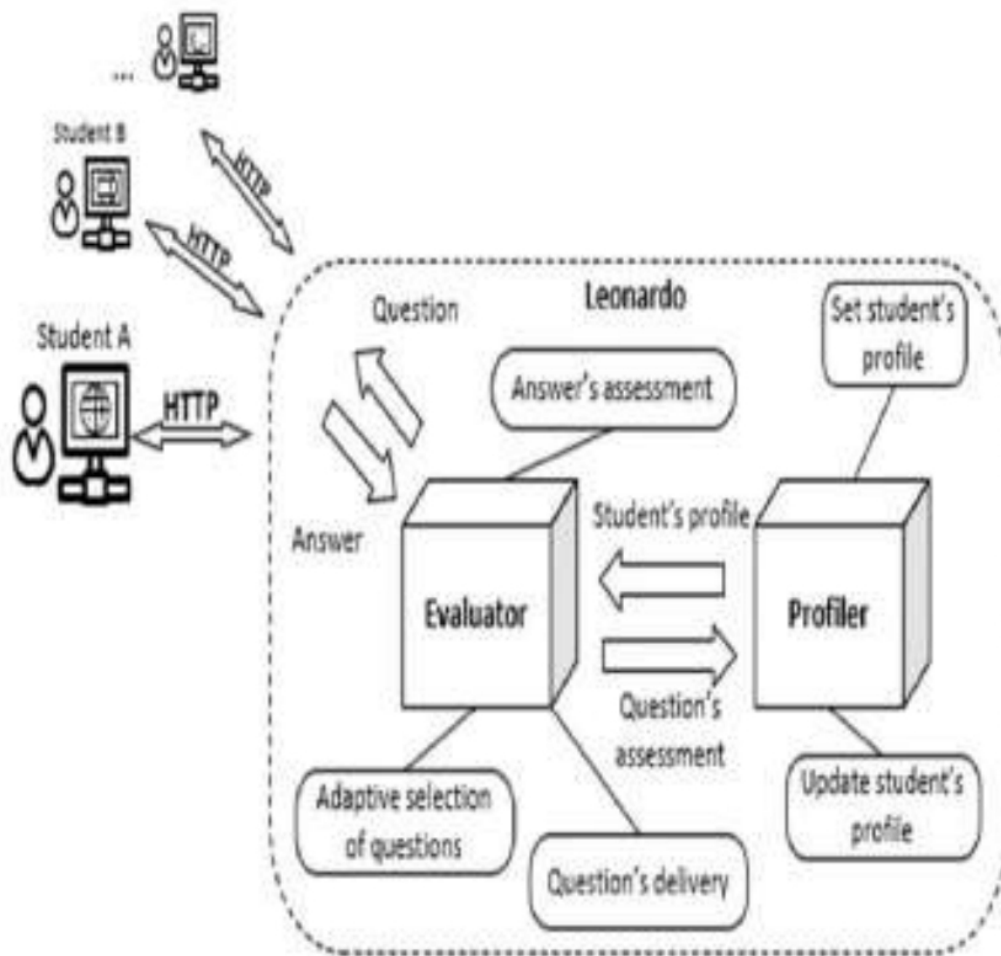 ...
Student B
HTTP
HTTP
Student A
HTTP
Leonardo
Question
Set student's
profile
Answer's assessment
Answer
Student's profile
Evaluator
Profiler
Question's
assessment
Adaptive selection
of questions
Update student's
profile
Question's delivery